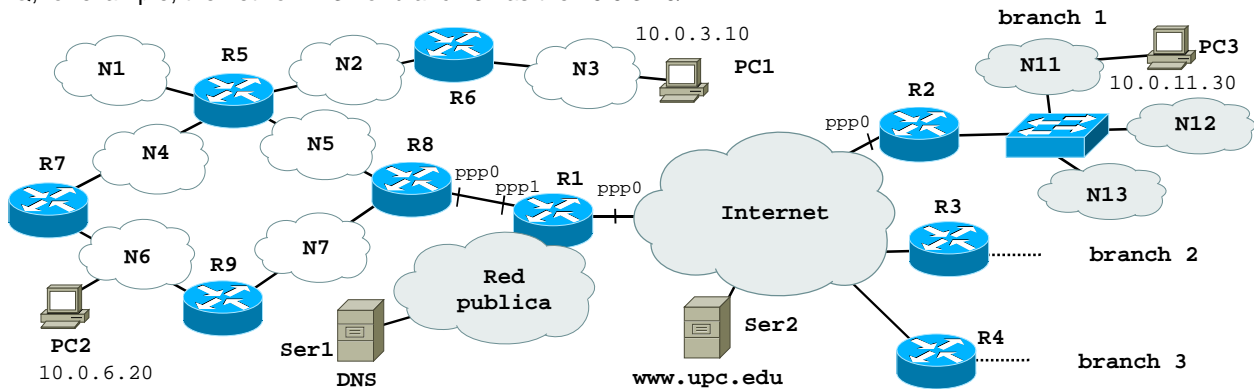 branch 1
10.0.3.10
PC3
R5
N2
N1
N3
PC1
N11
10.0.11.30
R6
R2
ppp0
N12
N4
N5
R8
R7
ppp0
ppp1
R1
ppp0
N13
Internet
R3
N6
N7
R9
Red
publica
branch 2
PC2
10.0.6.20
Ser1
DNS
Ser2
www.upc.edu
R4
branch 3